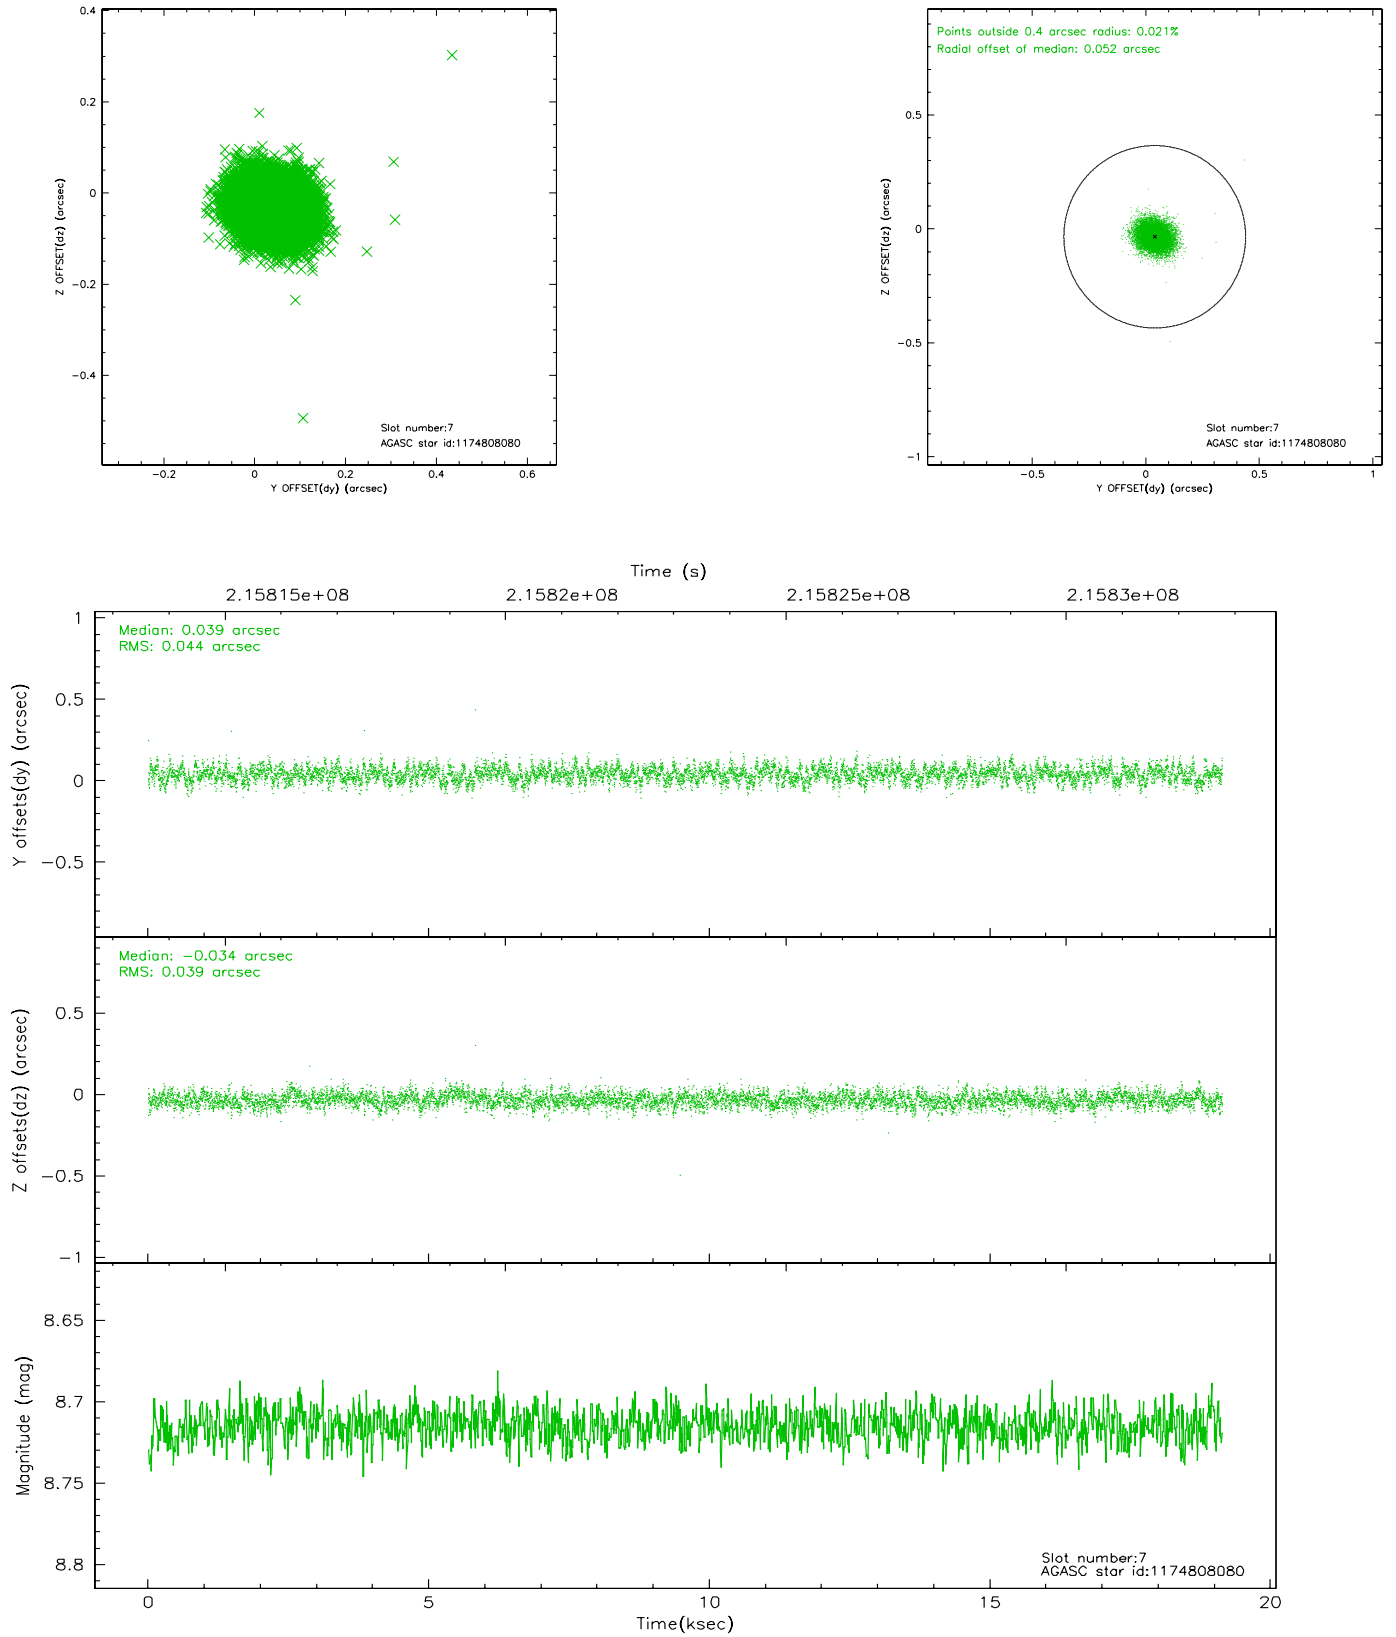 0.4
0.2
0
−0.2
−0.4
Z OFFSET(dz) (arcsec)
−0.2 0 0.2 0.4 0.6
Y OFFSET(dy) (arcsec)
Slot number:7
AGASC star id:1174808080
Points outside 0.4 arcsec radius: 0.021%
Radial offset of median: 0.052 arcsec
0.5
0
−0.5
−1
Z OFFSET(dz) (arcsec)
−0.5 0 0.5 1
Y OFFSET(dy) (arcsec)
Slot number:7
AGASC star id:1174808080
Time (s)
2.15815e+08 2.1582e+08 2.15825e+08 2.1583e+08
Median: 0.039 arcsec
RMS: 0.044 arcsec
1
0.5
0
−0.5
Y offsets(dy) (arcsec)
Median: −0.034 arcsec
RMS: 0.039 arcsec
0.5
0
−0.5
−1
Z offsets(dz) (arcsec)
8.65
8.7
8.75
8.8
Magnitude (mag)
Slot number:7
AGASC star id:1174808080
0 5 10 15 20
Time(ksec)